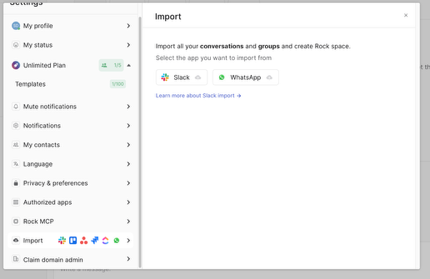 Settings
My profile
My status
Unlimited Plan 1/5
Templates 1/100
Mute notifications
Notifications
My contacts
Language
Privacy & preferences
Authorized apps
Rock MCP
Import
Claim domain admin
Import
×
Import all your conversations and groups and create Rock space.
Select the app you want to import from
Slack
WhatsApp
Learn more about Slack import →